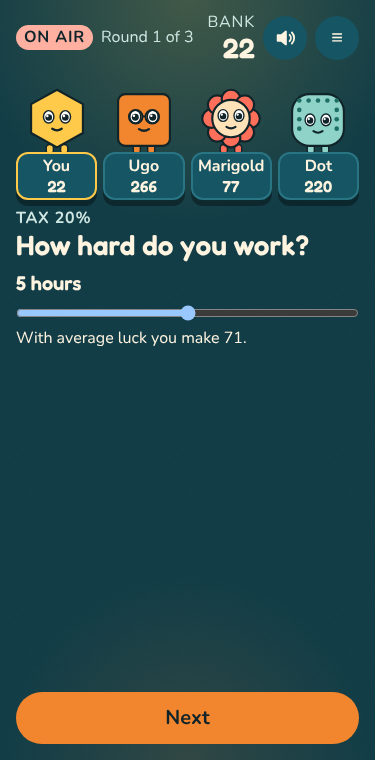 ON AIR
Round 1 of 3
BANK
22
You
22
Ugo
266
Marigold
77
Dot
220
TAX 20%
How hard do you work?
5 hours
With average luck you make 71.
Next